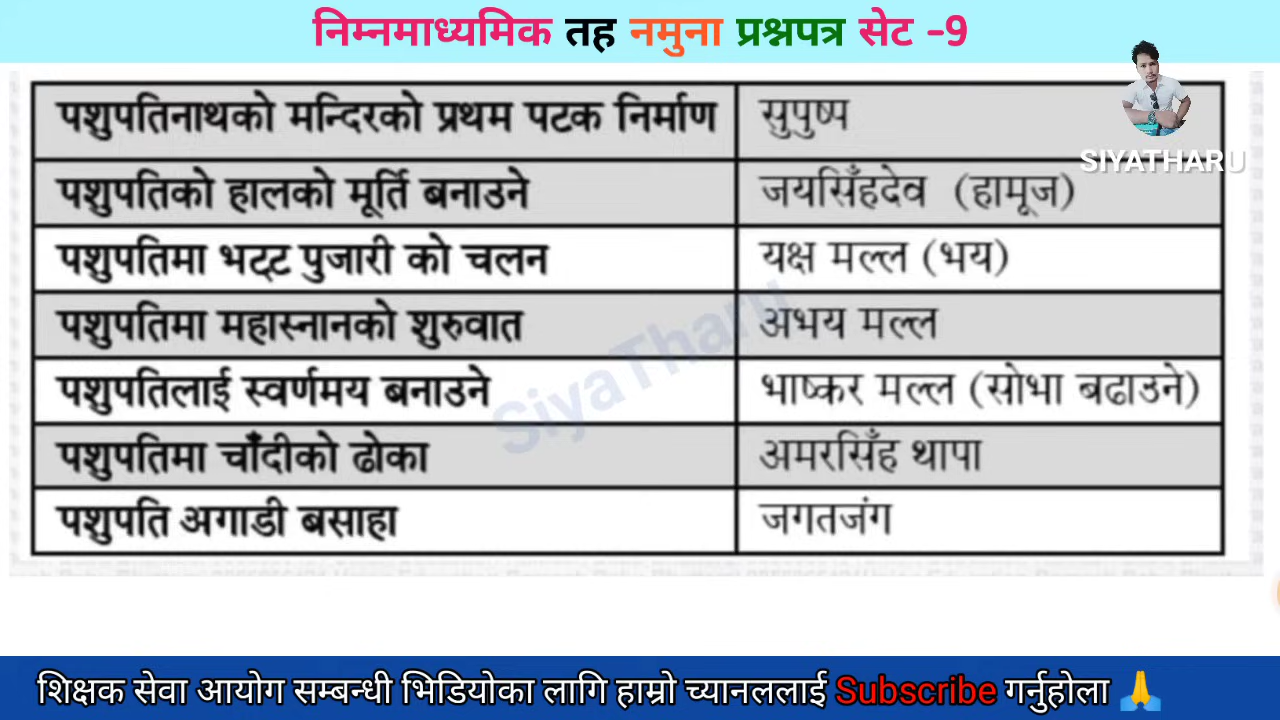 निम्नमाध्यमिक तह नमुना प्रश्नपत्र सेट -9
पशुपतिनाथको मन्दिरको प्रथम पटक निर्माण सुपुष्प
SIYATHARU
पशुपतिको हालको मूर्ति बनाउने जयसिँहदेव (हामूज)
पशुपतिमा भट्ट पुजारी को चलन यक्ष मल्ल (भय)
पशुपतिमा महास्नानको शुरुवात अभय मल्ल
पशुपतिलाई स्वर्णमय बनाउने भाष्कर मल्ल (सोभा बढाउने)
पशुपतिमा चाँदीको ढोका अमरसिँह थापा
पशुपति अगाडी बसाहा जगतजंग
SiyaTharu
शिक्षक सेवा आयोग सम्बन्धी भिडियोका लागि हाम्रो च्यानललाई Subscribe गर्नुहोला 🙏